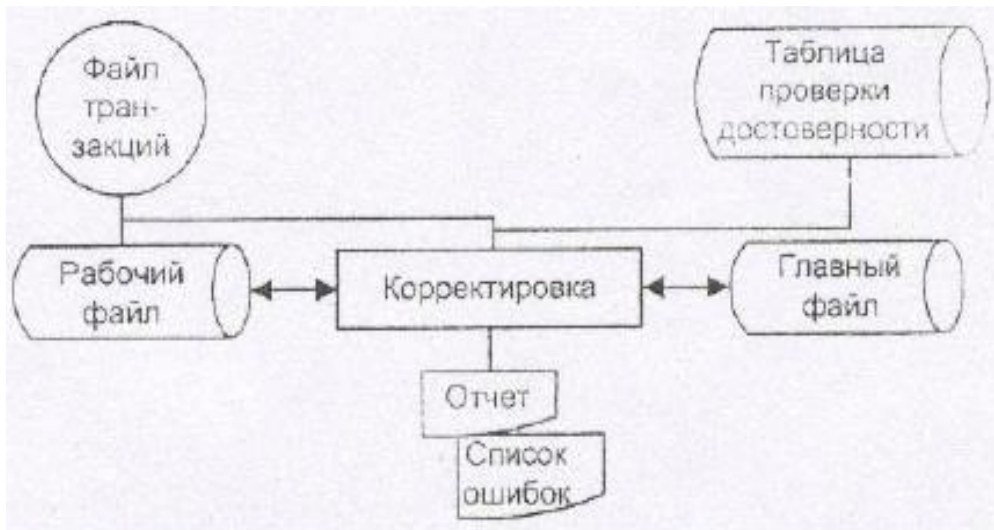 Файл
тран-
закций
Таблица
проверки
достоверности
Рабочий
файл
Корректировка
Главный
файл
Отчет
Список
ошибок